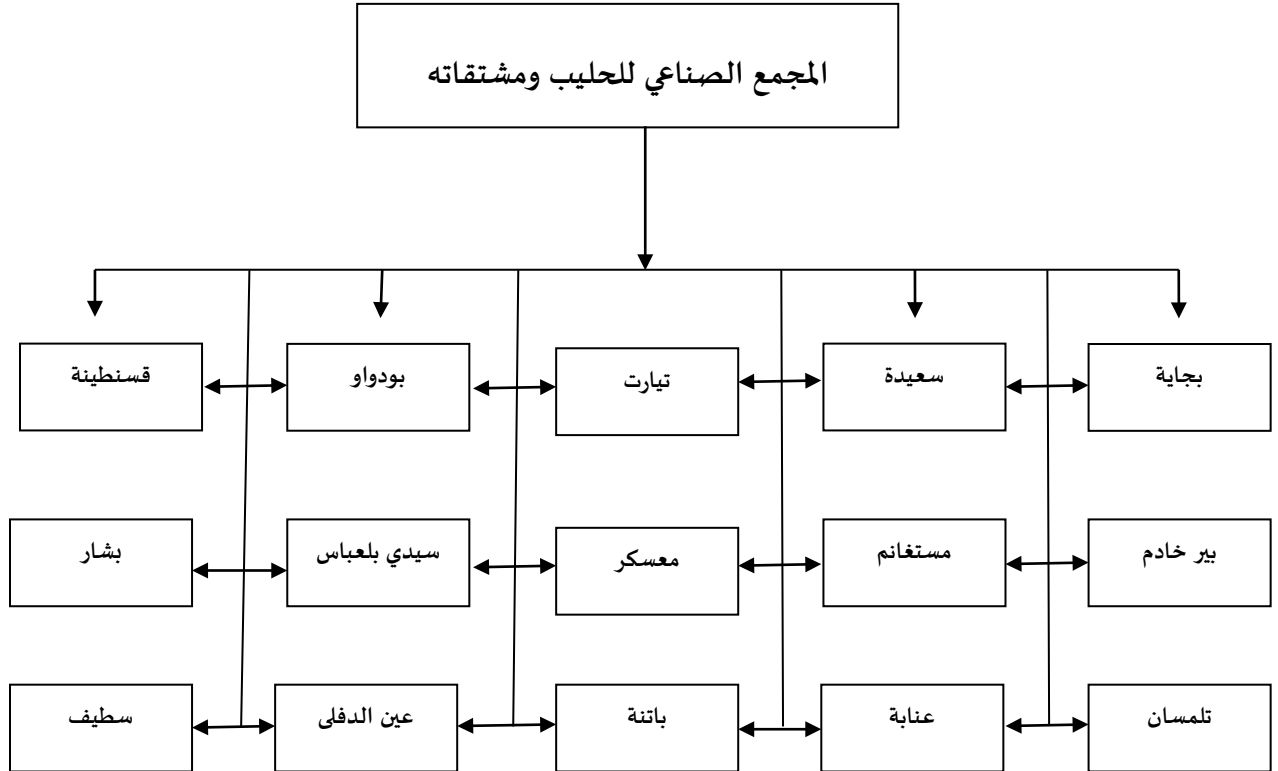 المجمع الصناعي للحليب ومشتقاته
بجاية
سعيدة
تيارت
بودواو
قسنطينة
بير خادم
مستغانم
معسكر
سيدي بلعباس
بشار
تلمسان
عنابة
باتنة
عين الدفلى
سطيف